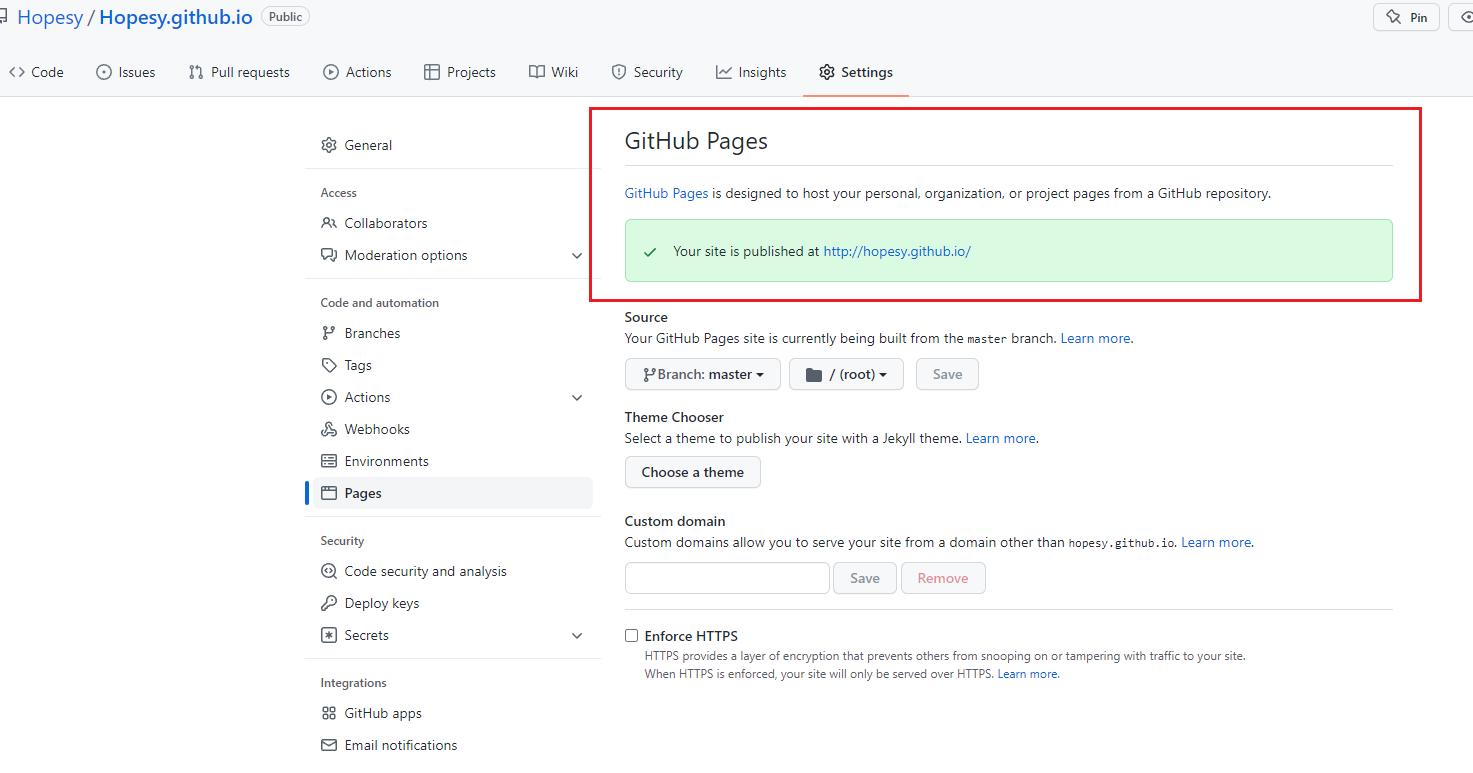 Hopesy / Hopesy.github.io Public
Pin
Code Issues Pull requests Actions Projects Wiki Security Insights Settings
General
Access
Collaborators
Moderation options
Code and automation
Branches
Tags
Actions
Webhooks
Environments
Pages
Security
Code security and analysis
Deploy keys
Secrets
Integrations
GitHub apps
Email notifications
GitHub Pages
GitHub Pages is designed to host your personal, organization, or project pages from a GitHub repository.
Your site is published at http://hopesy.github.io/
Source
Your GitHub Pages site is currently being built from the master branch. Learn more.
Branch: master / (root) Save
Theme Chooser
Select a theme to publish your site with a Jekyll theme. Learn more.
Choose a theme
Custom domain
Custom domains allow you to serve your site from a domain other than hopesy.github.io. Learn more.
Save Remove
Enforce HTTPS
HTTPS provides a layer of encryption that prevents others from snooping on or tampering with traffic to your site.
When HTTPS is enforced, your site will only be served over HTTPS. Learn more.